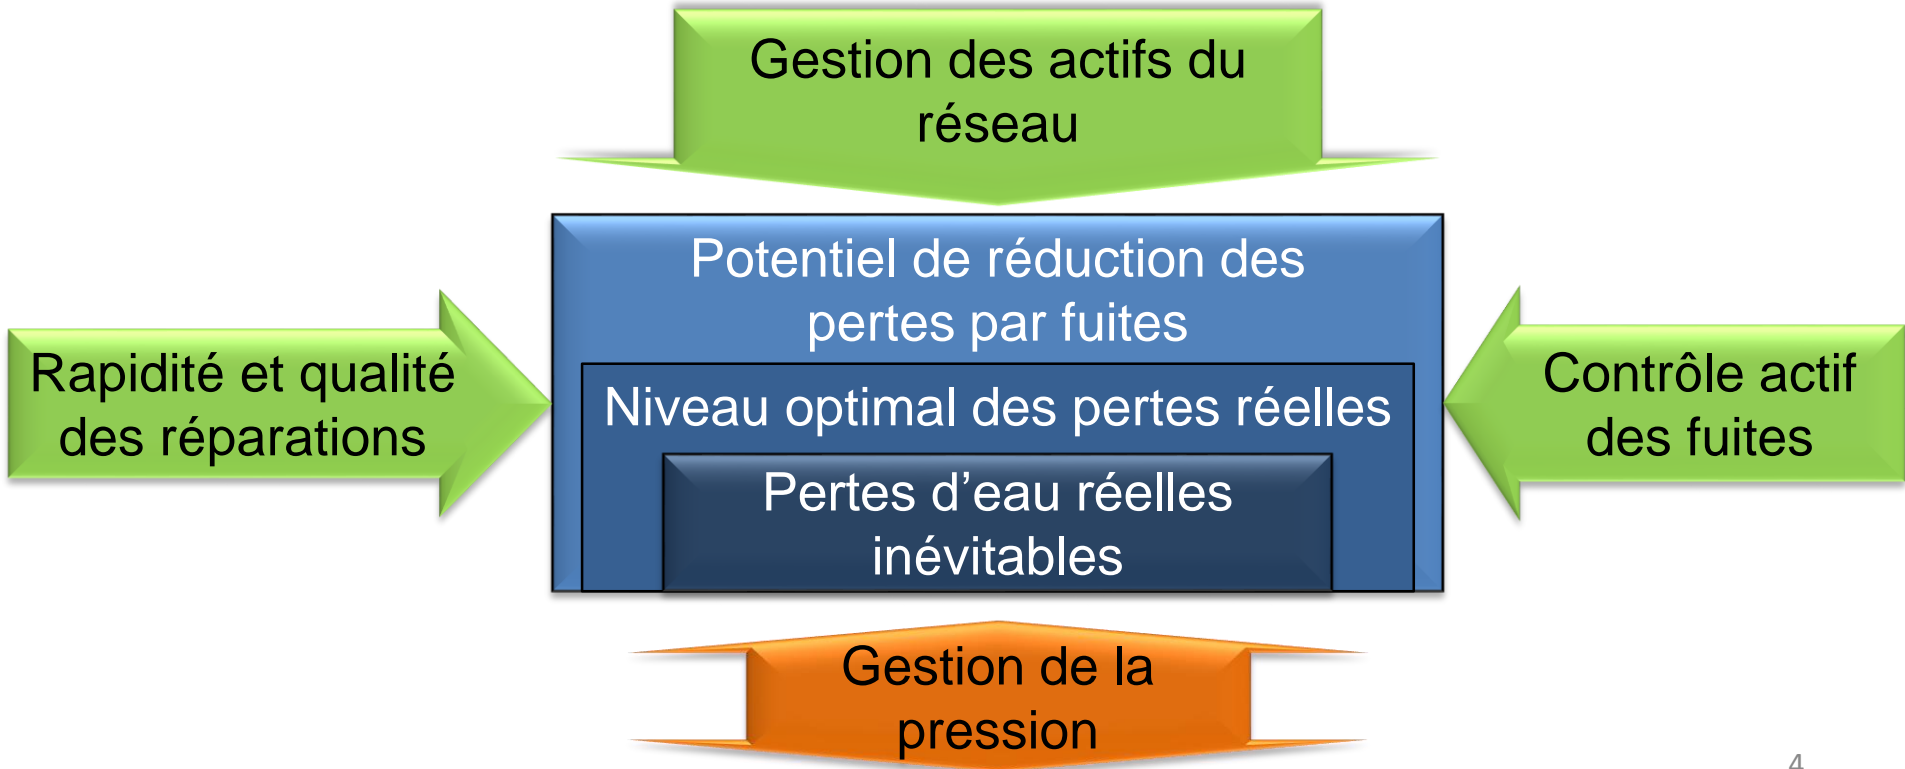 Gestion des actifs du
réseau
Potentiel de réduction des
pertes par fuites
Rapidité et qualité
des réparations
Niveau optimal des pertes réelles
Contrôle actif
des fuites
Pertes d’eau réelles
inévitables
Gestion de la
pression
4